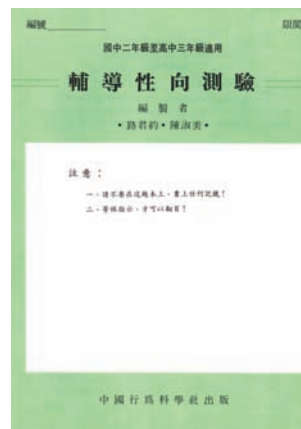 編號
國中二年級至高中三年級適用
輔導性向測驗
編製者
•路君約•陳淑美•
注意：
一、請不要在這題本上，畫上任何記號！
二、等候指示，才可以翻頁！
中國行為科學社出版